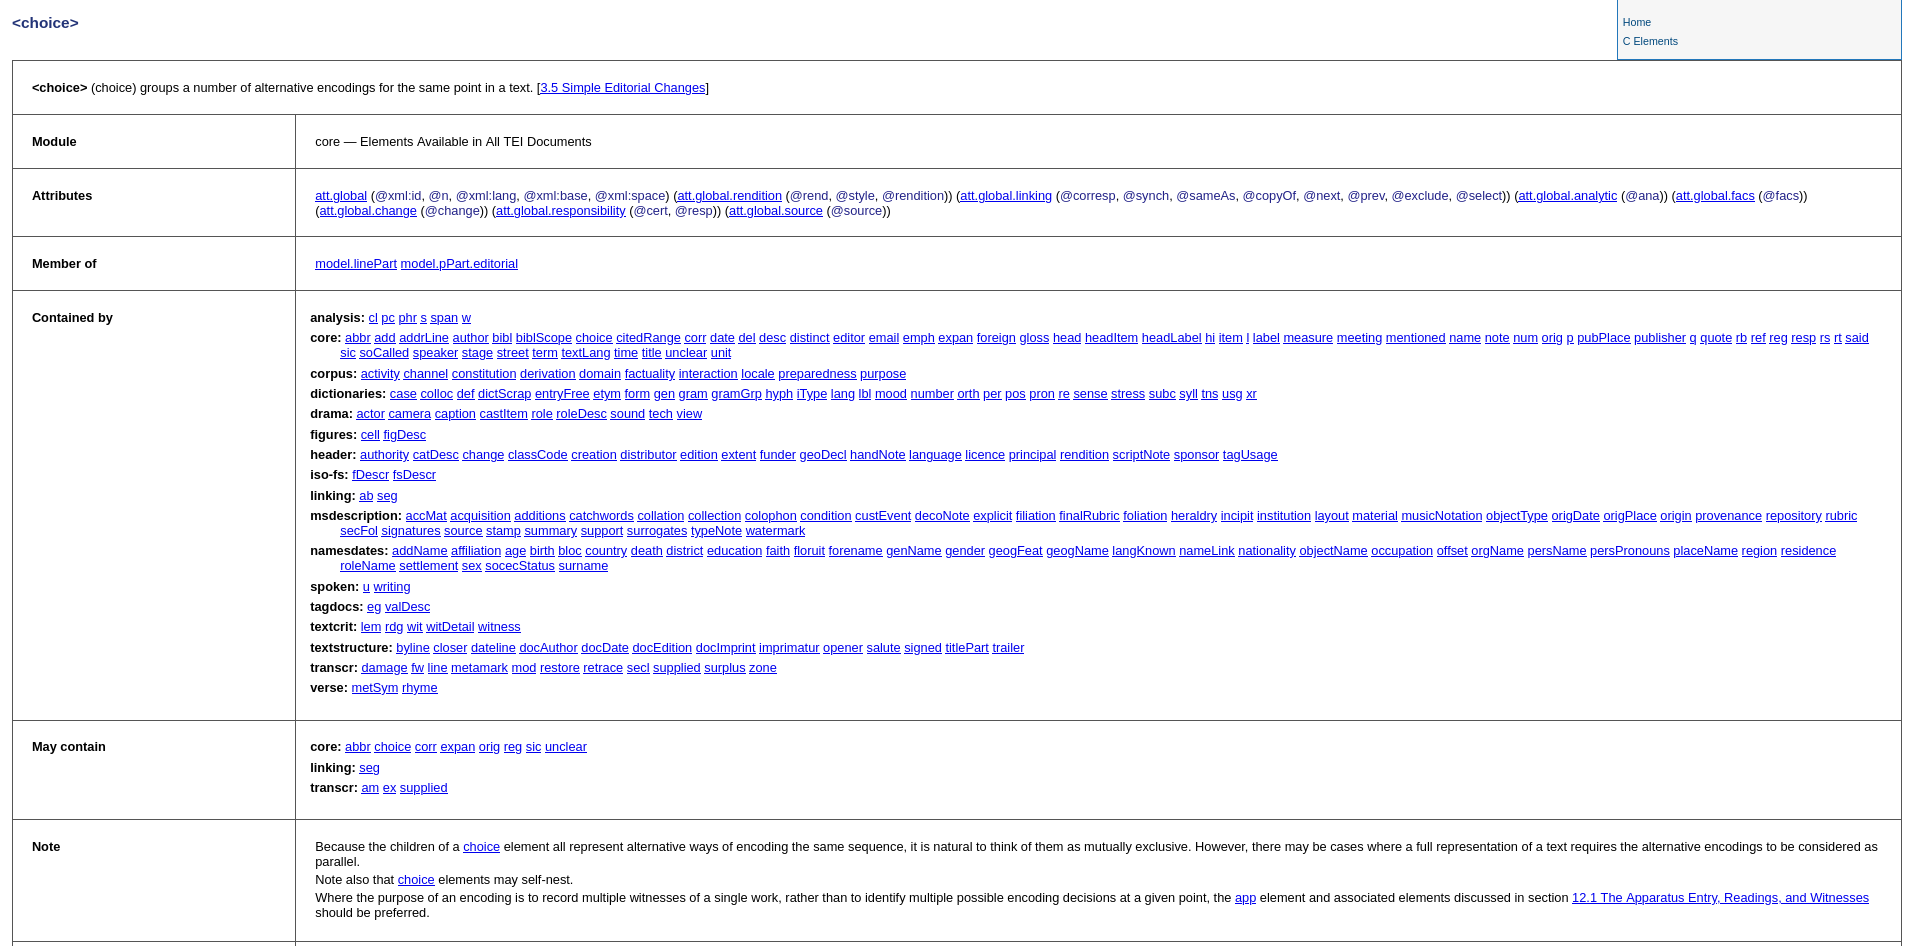 <choice>
Home
C Elements
<choice> (choice) groups a number of alternative encodings for the same point in a text. [3.5 Simple Editorial Changes]
Module
core — Elements Available in All TEI Documents
Attributes
att.global (@xml:id, @n, @xml:lang, @xml:base, @xml:space) (att.global.rendition (@rend, @style, @rendition)) (att.global.linking (@corresp, @synch, @sameAs, @copyOf, @next, @prev, @exclude, @select)) (att.global.analytic (@ana)) (att.global.facs (@facs))
(att.global.change (@change)) (att.global.responsibility (@cert, @resp)) (att.global.source (@source))
Member of
model.linePart model.pPart.editorial
Contained by
analysis: cl pc phr s span w
core: abbr add addrLine author bibl biblScope choice citedRange corr date del desc distinct editor email emph expan foreign gloss head headItem headLabel hi item l label measure meeting mentioned name note num orig p pubPlace publisher q quote rb ref reg resp rs rt said
sic soCalled speaker stage street term textLang time title unclear unit
corpus: activity channel constitution derivation domain factuality interaction locale preparedness purpose
dictionaries: case colloc def dictScrap entryFree etym form gen gram gramGrp hyph iType lang lbl mood number orth per pos pron re sense stress subc syll tns usg xr
drama: actor camera caption castItem role roleDesc sound tech view
figures: cell figDesc
header: authority catDesc change classCode creation distributor edition extent funder geoDecl handNote language licence principal rendition scriptNote sponsor tagUsage
iso-fs: fDescr fsDescr
linking: ab seg
msdescription: accMat acquisition additions catchwords collation collection colophon condition custEvent decoNote explicit filiation finalRubric foliation heraldry incipit institution layout material musicNotation objectType origDate origPlace origin provenance repository rubric
secFol signatures source stamp summary support surrogates typeNote watermark
namesdates: addName affiliation age birth bloc country death district education faith floruit forename genName gender geogFeat geogName langKnown nameLink nationality objectName occupation offset orgName persName persPronouns placeName region residence
roleName settlement sex socecStatus surname
spoken: u writing
tagdocs: eg valDesc
textcrit: lem rdg wit witDetail witness
textstructure: byline closer dateline docAuthor docDate docEdition docImprint imprimatur opener salute signed titlePart trailer
transcr: damage fw line metamark mod restore retrace secl supplied surplus zone
verse: metSym rhyme
May contain
core: abbr choice corr expan orig reg sic unclear
linking: seg
transcr: am ex supplied
Note
Because the children of a choice element all represent alternative ways of encoding the same sequence, it is natural to think of them as mutually exclusive. However, there may be cases where a full representation of a text requires the alternative encodings to be considered as
parallel.
Note also that choice elements may self-nest.
Where the purpose of an encoding is to record multiple witnesses of a single work, rather than to identify multiple possible encoding decisions at a given point, the app element and associated elements discussed in section 12.1 The Apparatus Entry, Readings, and Witnesses
should be preferred.